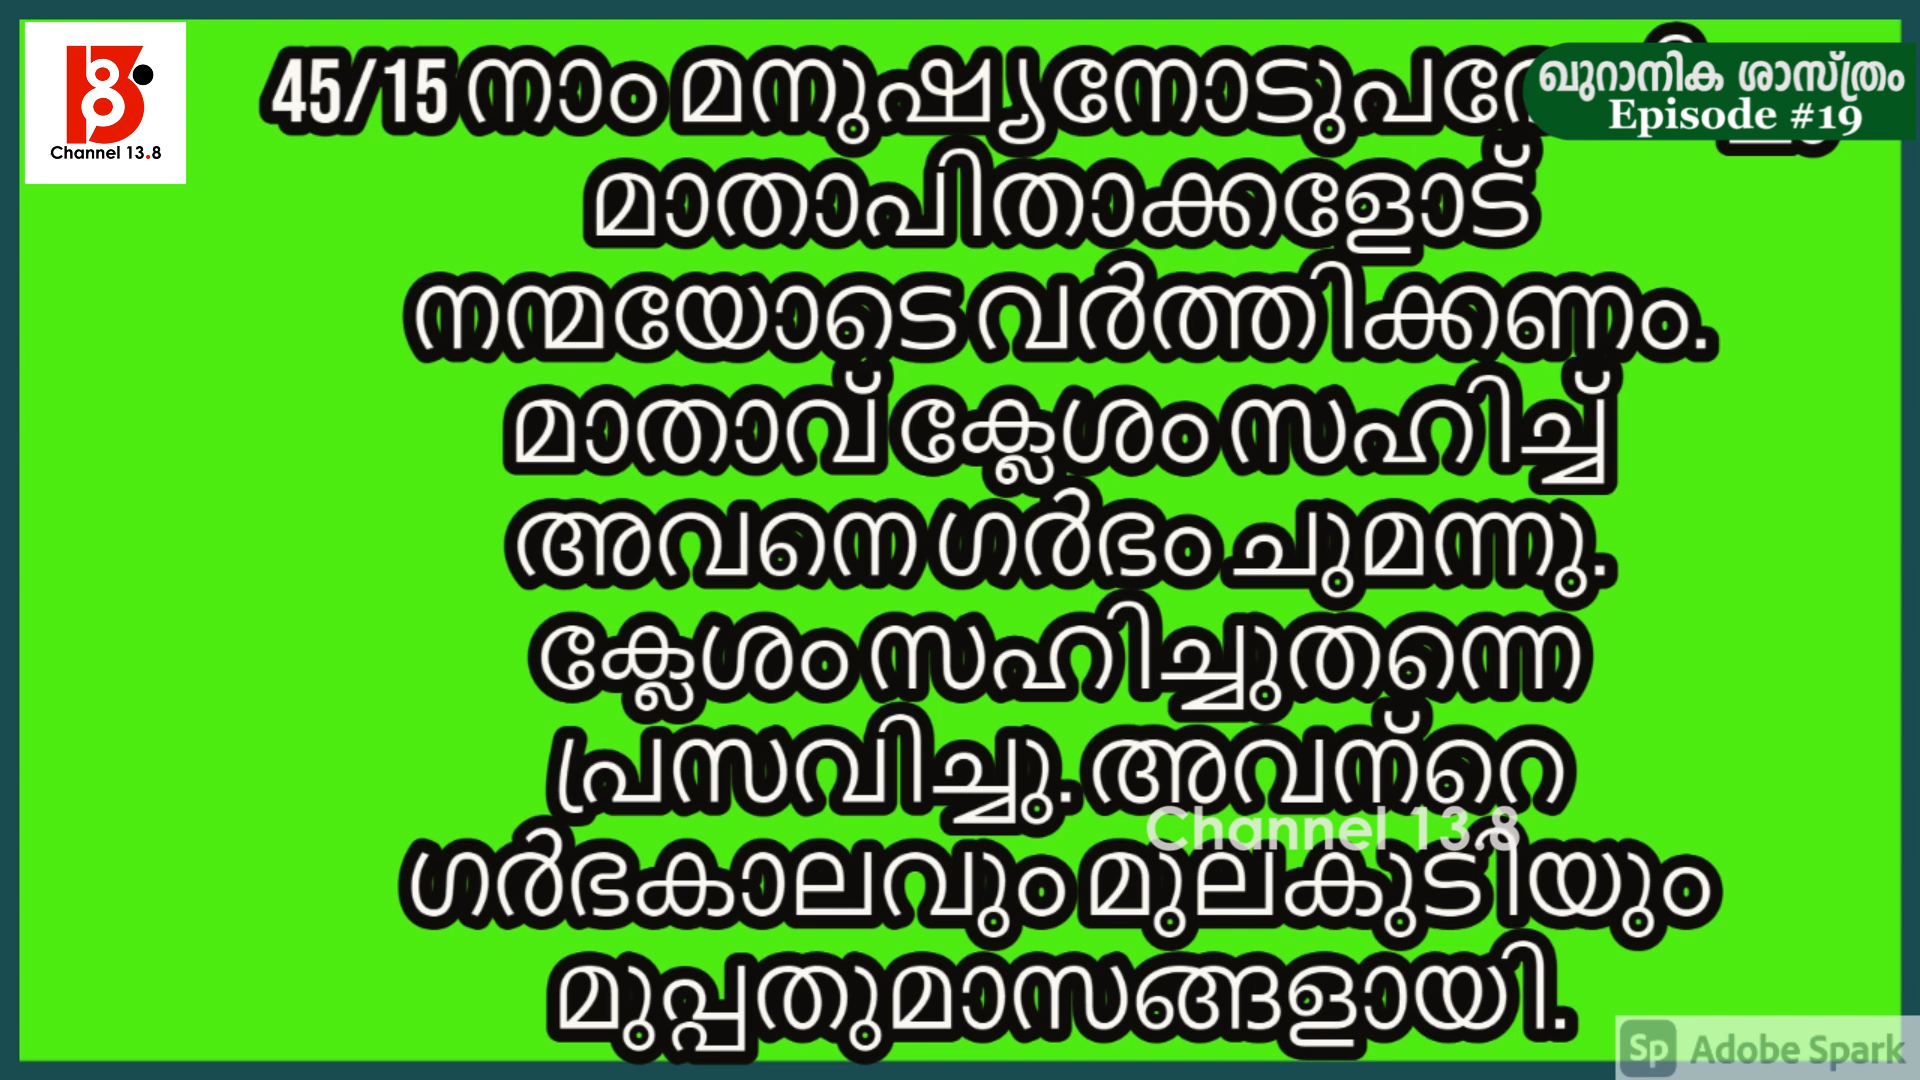 Channel 13.8
ഖുറാനിക ശാസ്ത്രം
Episode #19
45/15 നാം മനുഷ്യനോടുപദേ
മാതാപിതാക്കളോട്
നന്മയോടെ വർത്തിക്കണം.
മാതാവ് ക്ലേശം സഹിച്ച്
അവനെ ഗർഭം ചുമന്നു.
ക്ലേശം സഹിച്ചുതന്നെ
പ്രസവിച്ചു. അവന്റെ
Channel 13.8
ഗർഭകാലവും മുലകുടിയും
മുപ്പതുമാസങ്ങളായി.
Sp Adobe Spark